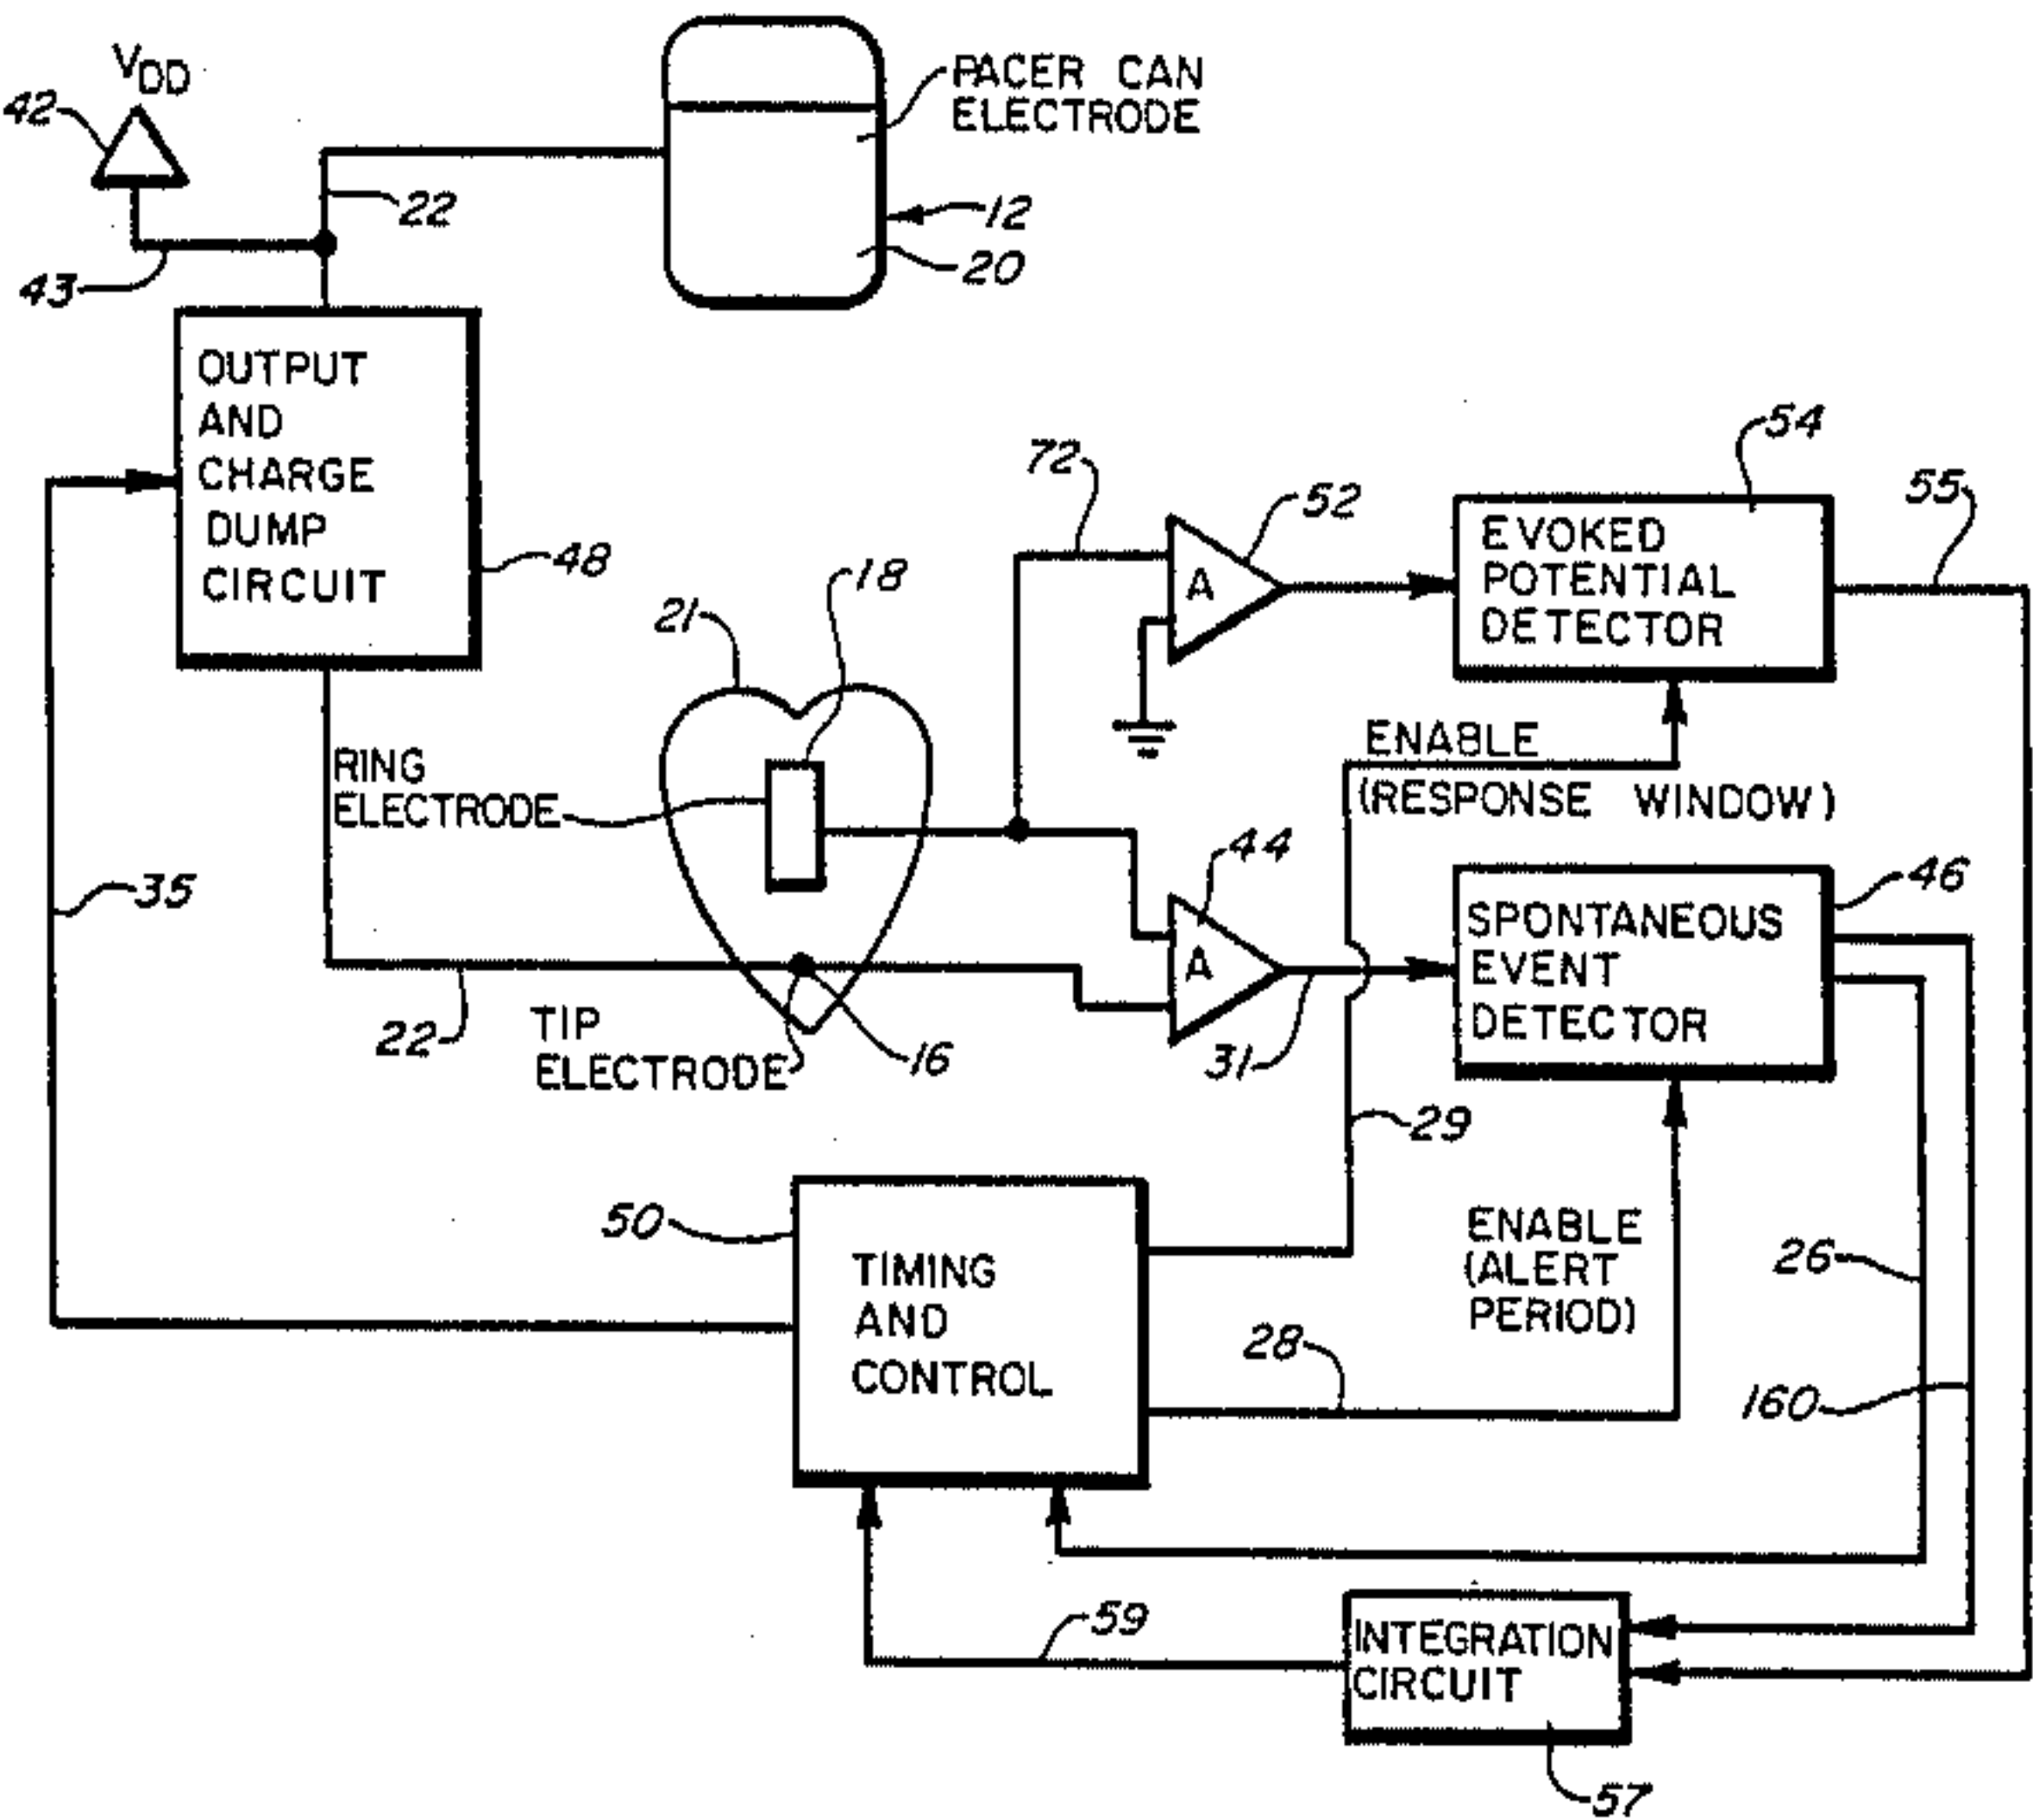 VDD
42
PACER CAN
ELECTRODE
22
12
20
43
OUTPUT
AND
CHARGE
DUMP
CIRCUIT
48
54
72
52
55
A
EVOKED
POTENTIAL
DETECTOR
18
21
ENABLE
(RESPONSE WINDOW)
RING
ELECTRODE
44
46
35
A
SPONTANEOUS
EVENT
DETECTOR
22
TIP
ELECTRODE
16
31
29
50
TIMING
AND
CONTROL
ENABLE
(ALERT
PERIOD)
26
28
160
59
INTEGRATION
CIRCUIT
57